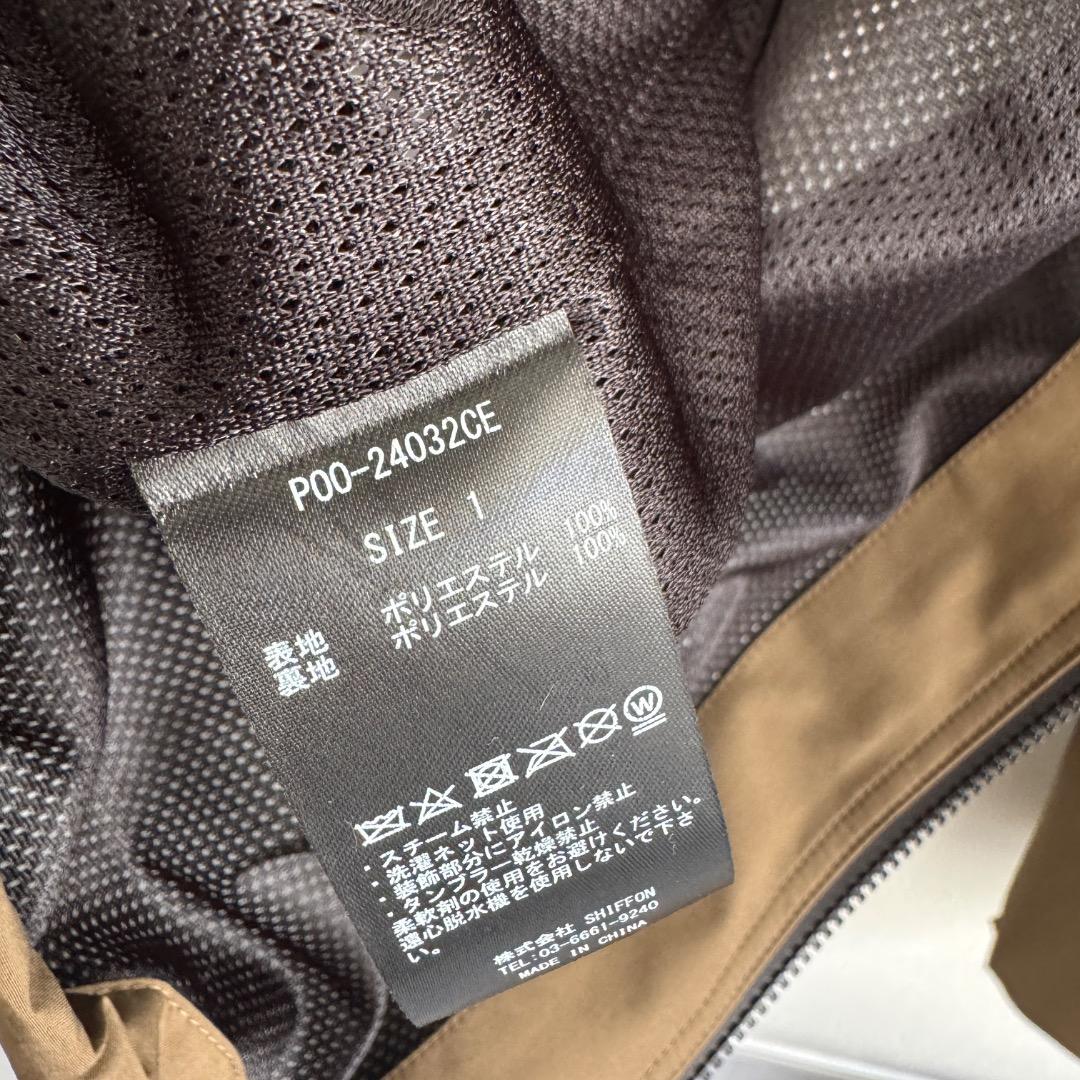 P00-24032CE
SIZE 1
表地 ポリエステル 100%
裏地 ポリエステル 100%
W
・スチーム禁止
・洗濯ネット使用
・装飾部分にアイロン禁止
・タンブラー乾燥禁止
柔軟剤の使用をお避けください。
遠心脱水機を使用しないで下さ
い。
株式会社 SHIFFON
TEL:03-6661-9240
MADE IN CHINA